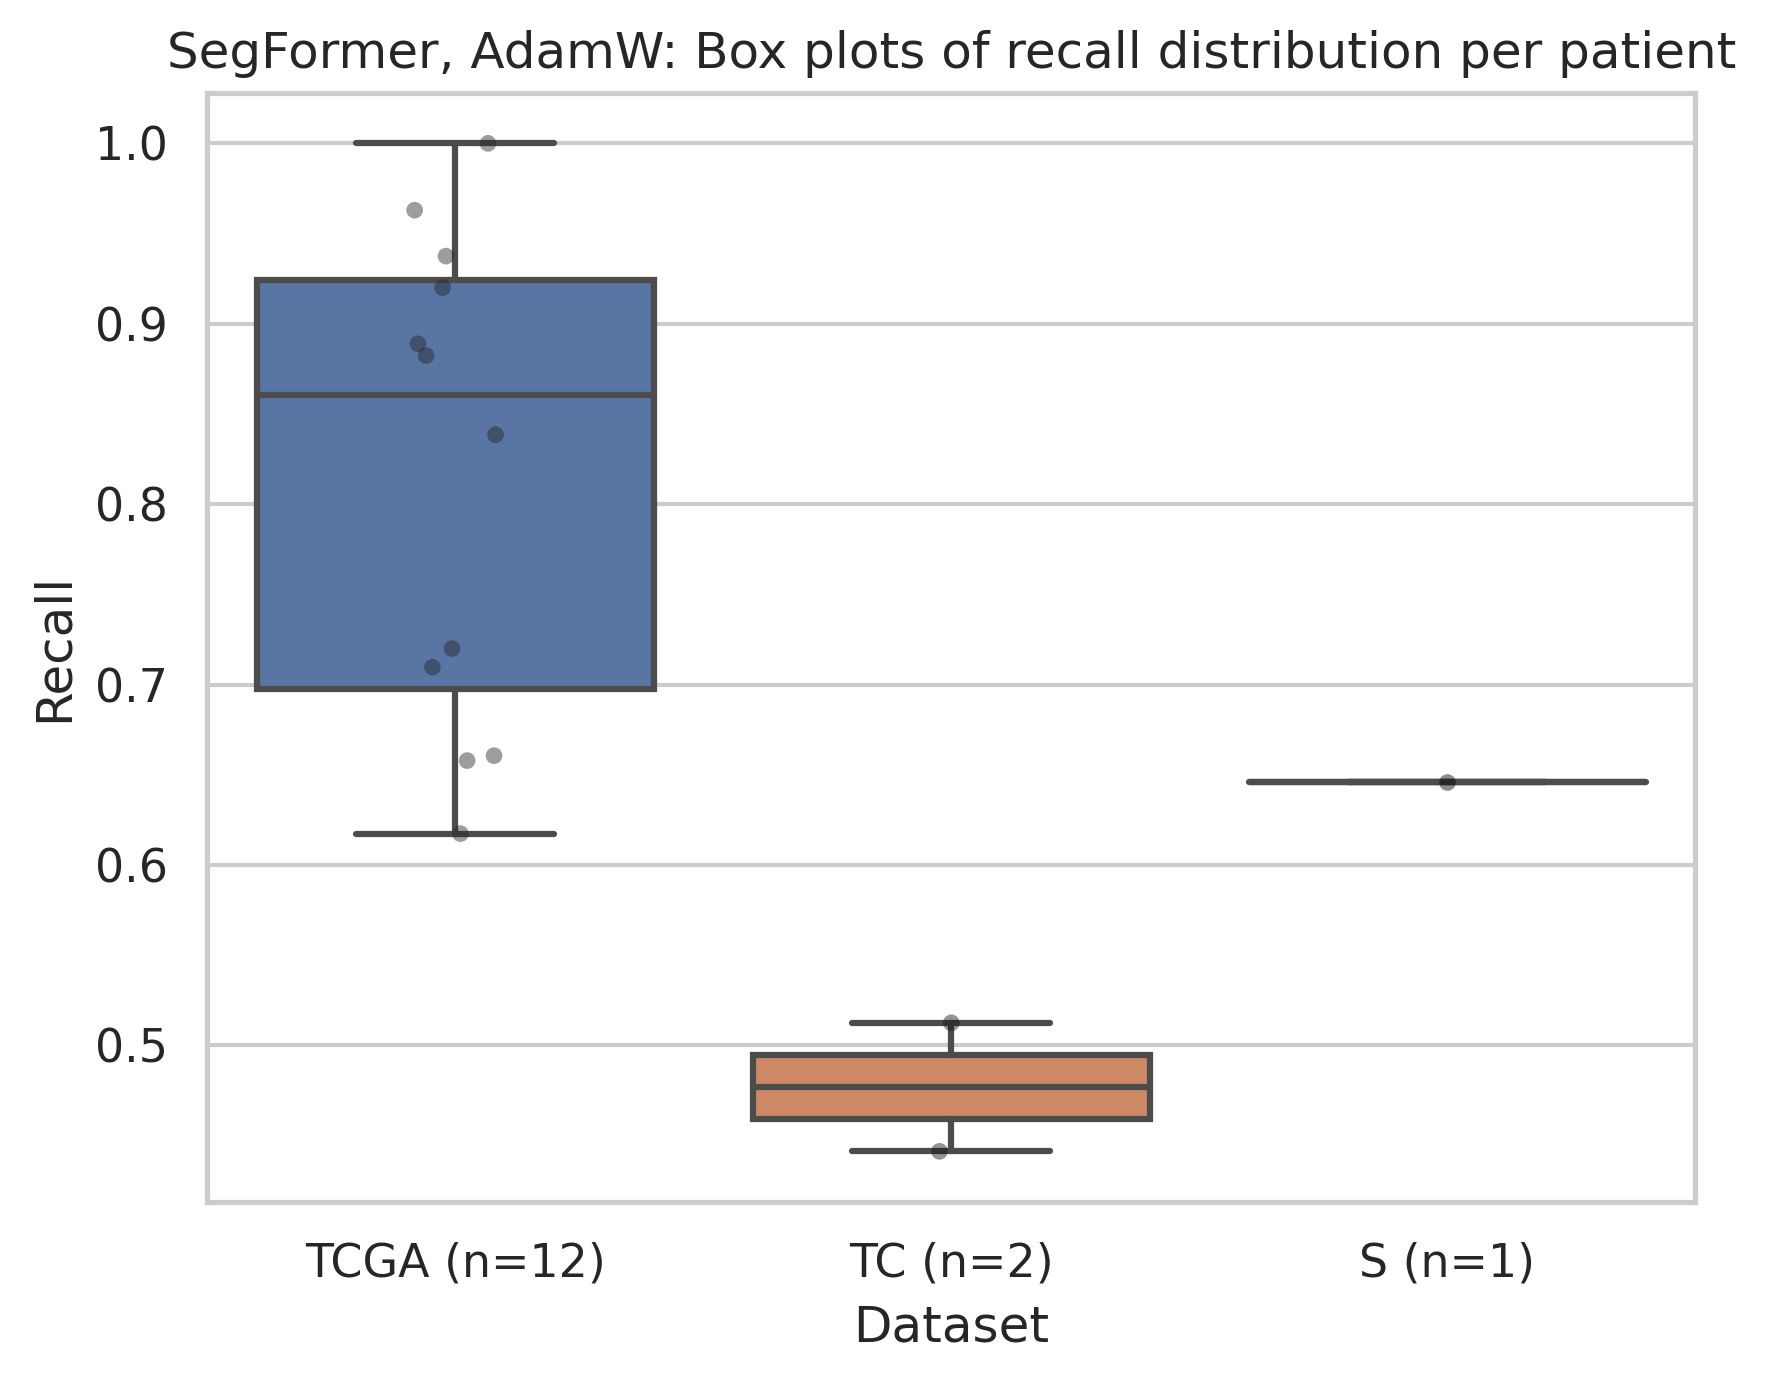 SegFormer, AdamW: Box plots of recall distribution per patient
1.0
0.9
0.8
0.7
0.6
0.5
Recall
TCGA (n=12)
TC (n=2)
S (n=1)
Dataset